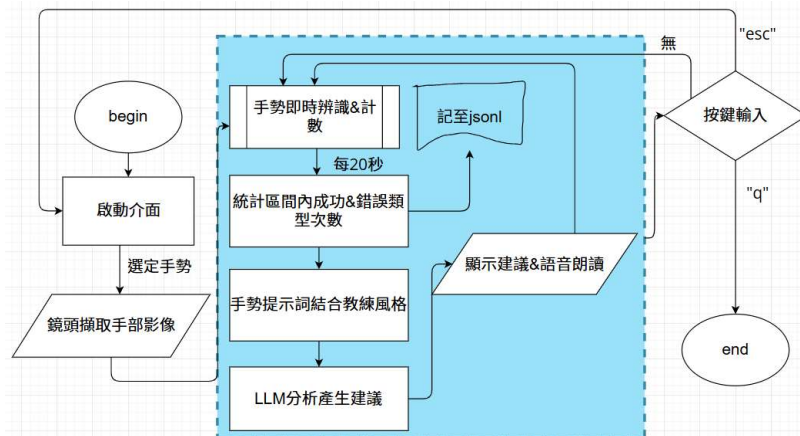 "esc"
無
begin
手勢即時辨識&計
數
記至jsonl
按鍵輸入
每20秒
啟動介面
統計區間內成功&錯誤類
型次數
"q"
選定手勢
顯示建議&語音朗讀
手勢提示詞結合教練風格
鏡頭擷取手部影像
end
LLM分析產生建議